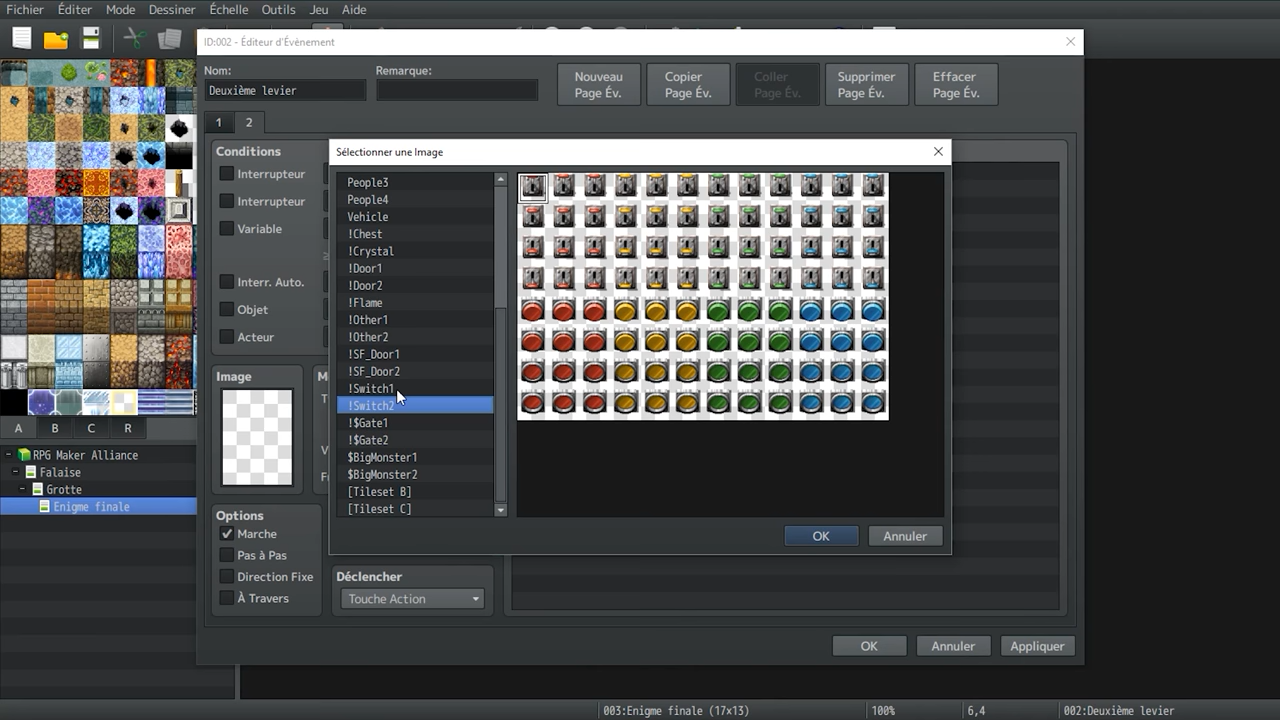 Fichier Éditer Mode Dessiner Échelle Outils Jeu Aide
ID:002 - Éditeur d'Évènement
Nom:
Remarque:
Deuxième levier
Nouveau
Page Év.
Copier
Page Év.
Coller
Page Év.
Supprimer
Page Év.
Effacer
Page Év.
1 2
Conditions
Interrupteur
Interrupteur
Variable
Interr. Auto.
Objet
Acteur
Image
Options
Marche
Pas à Pas
Direction Fixe
À Travers
Déclencher
Touche Action
Sélectionner une Image
People3
People4
Vehicle
!Chest
!Crystal
!Door1
!Door2
!Flame
!Other1
!Other2
!SF_Door1
!SF_Door2
!Switch1
!Switch2
!$Gate1
!$Gate2
$BigMonster1
$BigMonster2
[Tileset B]
[Tileset C]
OK Annuler
OK Annuler Appliquer
A B C R
RPG Maker Alliance
Falaise
Grotte
Enigme finale
003:Enigme finale (17x13) 100% 6,4 002:Deuxième levier